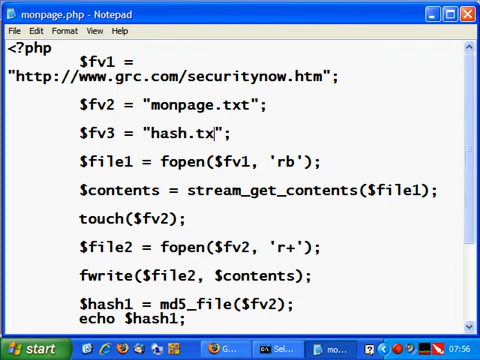 monpage.php - Notepad
File Edit Format View Help
<?php
$fv1 =
"http://www.grc.com/securitynow.htm";
$fv2 = "monpage.txt";
$fv3 = "hash.tx";
$file1 = fopen($fv1, 'rb');
$contents = stream_get_contents($file1);
touch($fv2);
$file2 = fopen($fv2, 'r+');
fwrite($file2, $contents);
$hash1 = md5_file($fv2);
echo $hash1;
start
G...
Sel...
mo...
07:56